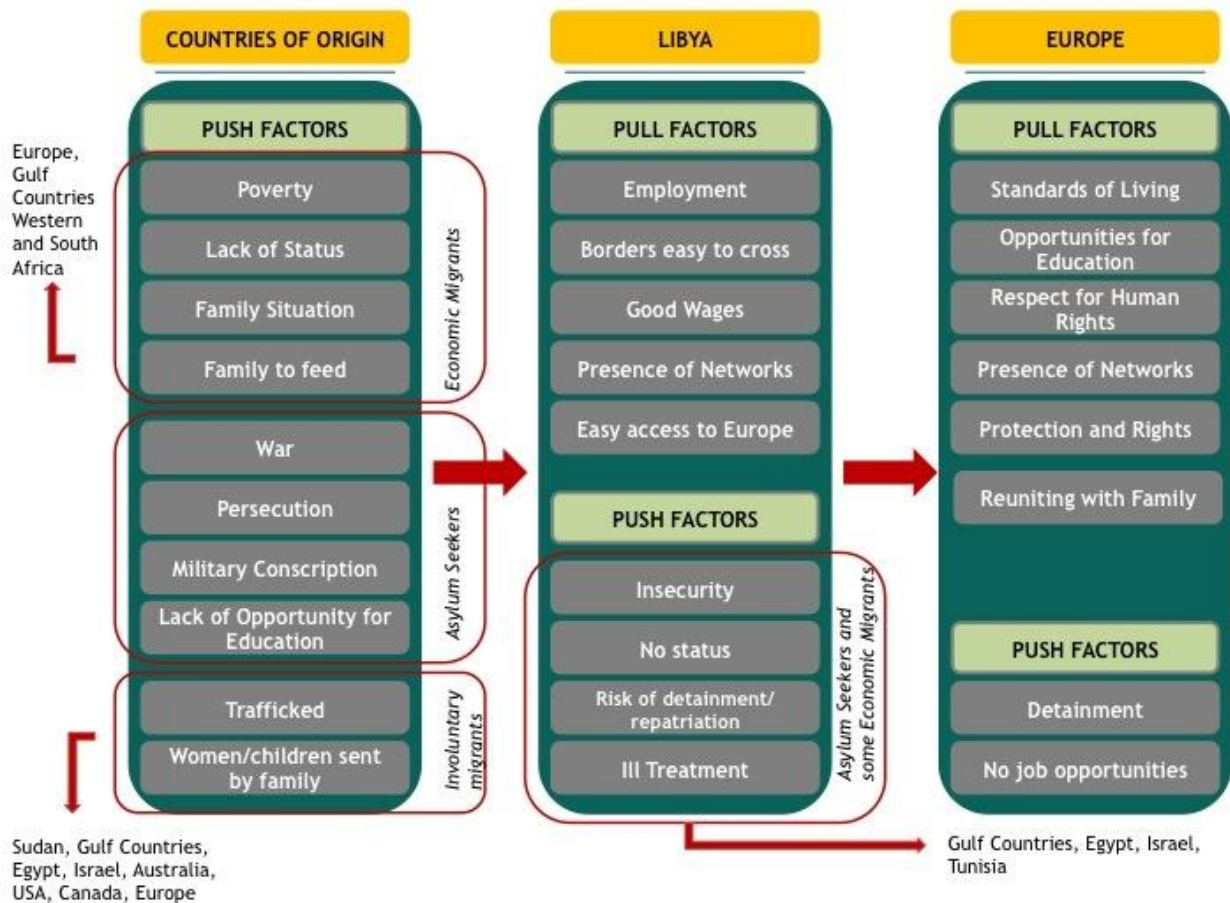 COUNTRIES OF ORIGIN
PUSH FACTORS
Europe,
Gulf
Countries
Western
and South
Africa
Poverty
Lack of Status
Family Situation
Family to feed
Economic Migrants
War
Persecution
Military Conscription
Lack of Opportunity for
Education
Asylum Seekers
Trafficked
Women/children sent
by family
Involuntary
migrants
Sudan, Gulf Countries,
Egypt, Israel, Australia,
USA, Canada, Europe
LIBYA
PULL FACTORS
Employment
Borders easy to cross
Good Wages
Presence of Networks
Easy access to Europe
PUSH FACTORS
Insecurity
No status
Risk of detainment/
repatriation
Ill Treatment
Asylum Seekers and
some Economic Migrants
Gulf Countries, Egypt, Israel,
Tunisia
EUROPE
PULL FACTORS
Standards of Living
Opportunities for
Education
Respect for Human
Rights
Presence of Networks
Protection and Rights
Reuniting with Family
PUSH FACTORS
Detainment
No job opportunities